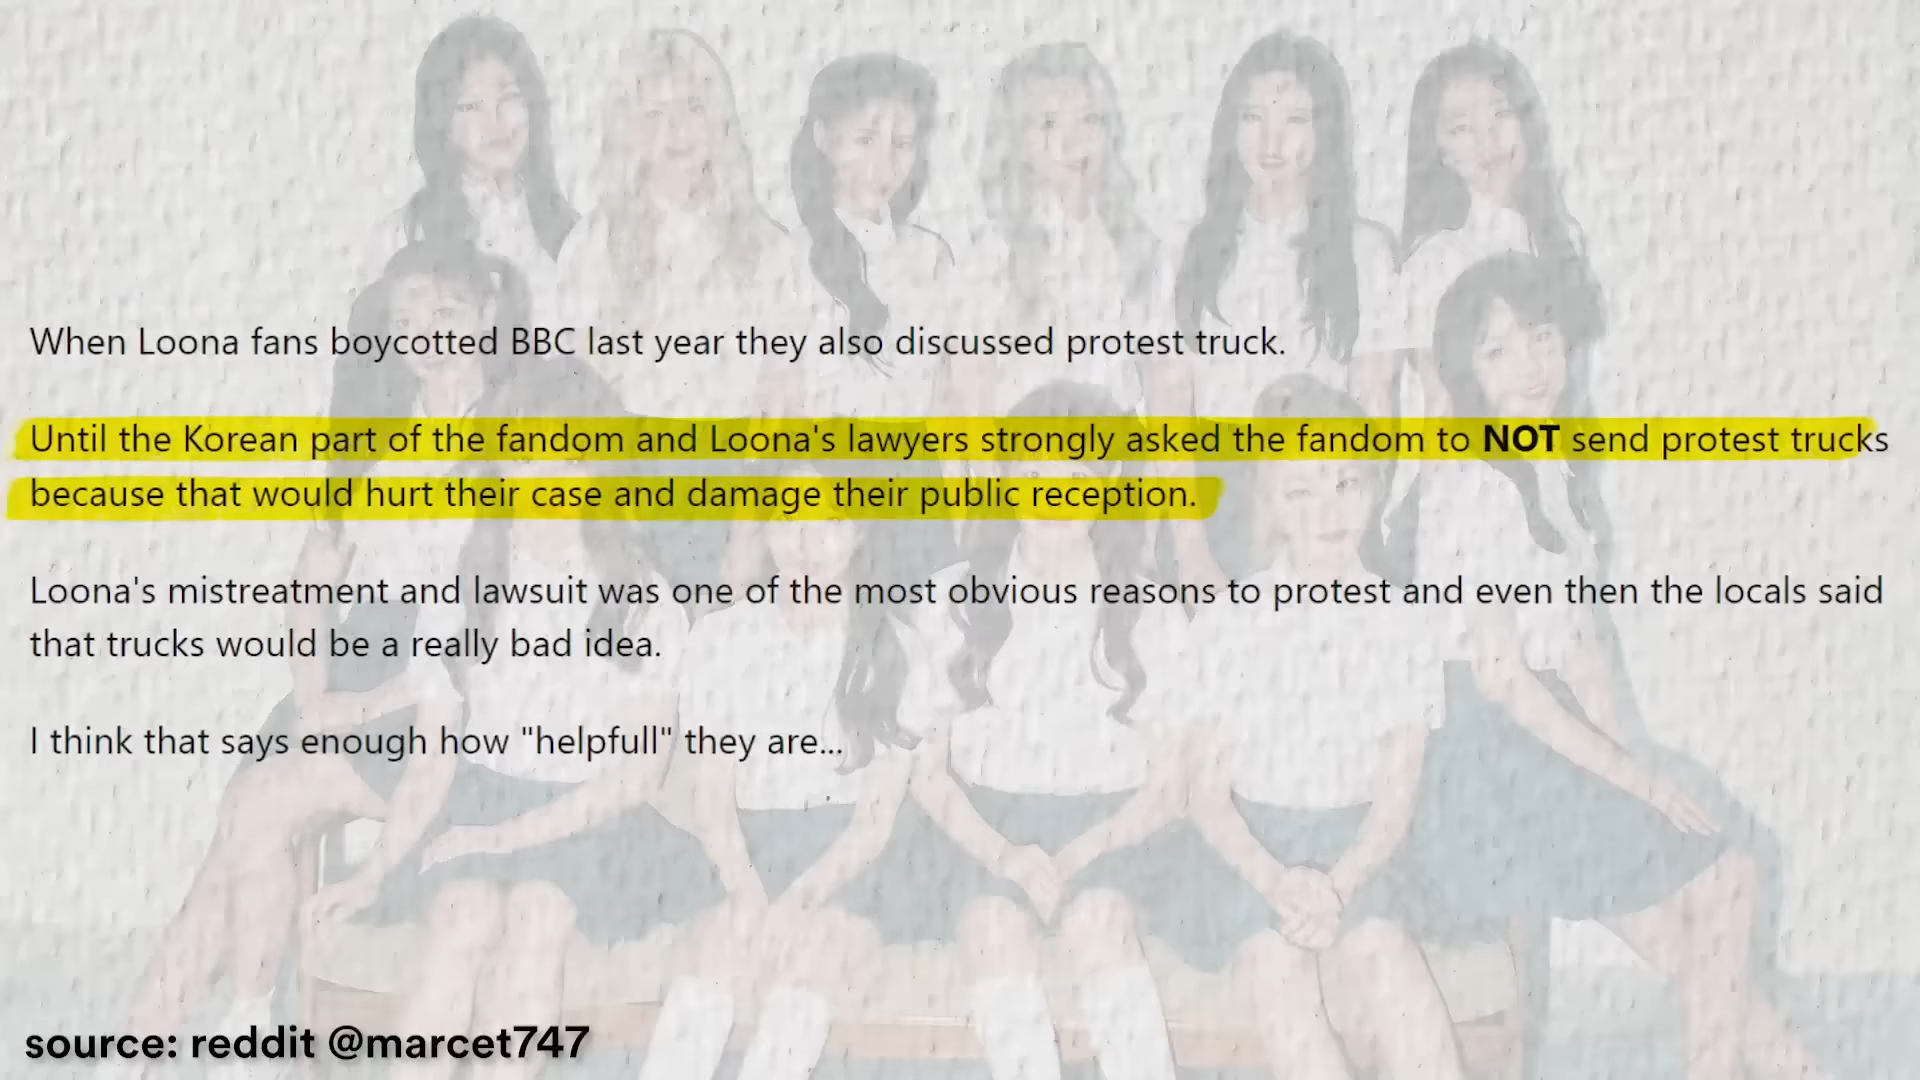 When Loona fans boycotted BBC last year they also discussed protest truck.
Until the Korean part of the fandom and Loona's lawyers strongly asked the fandom to NOT send protest trucks
because that would hurt their case and damage their public reception.
Loona's mistreatment and lawsuit was one of the most obvious reasons to protest and even then the locals said
that trucks would be a really bad idea.
I think that says enough how "helpfull" they are...
source: reddit @marcet747